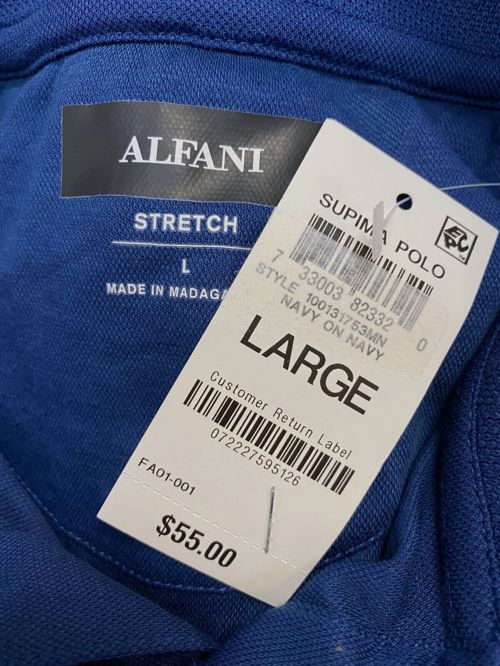 ALFANI
STRETCH
L
MADE IN
SUPIMA POLO
7 33003 82332 0
STYLE 100131753MN
NAVY ON NAVY
LARGE
Customer Return Label
072227595126
FA01-001
$55.00